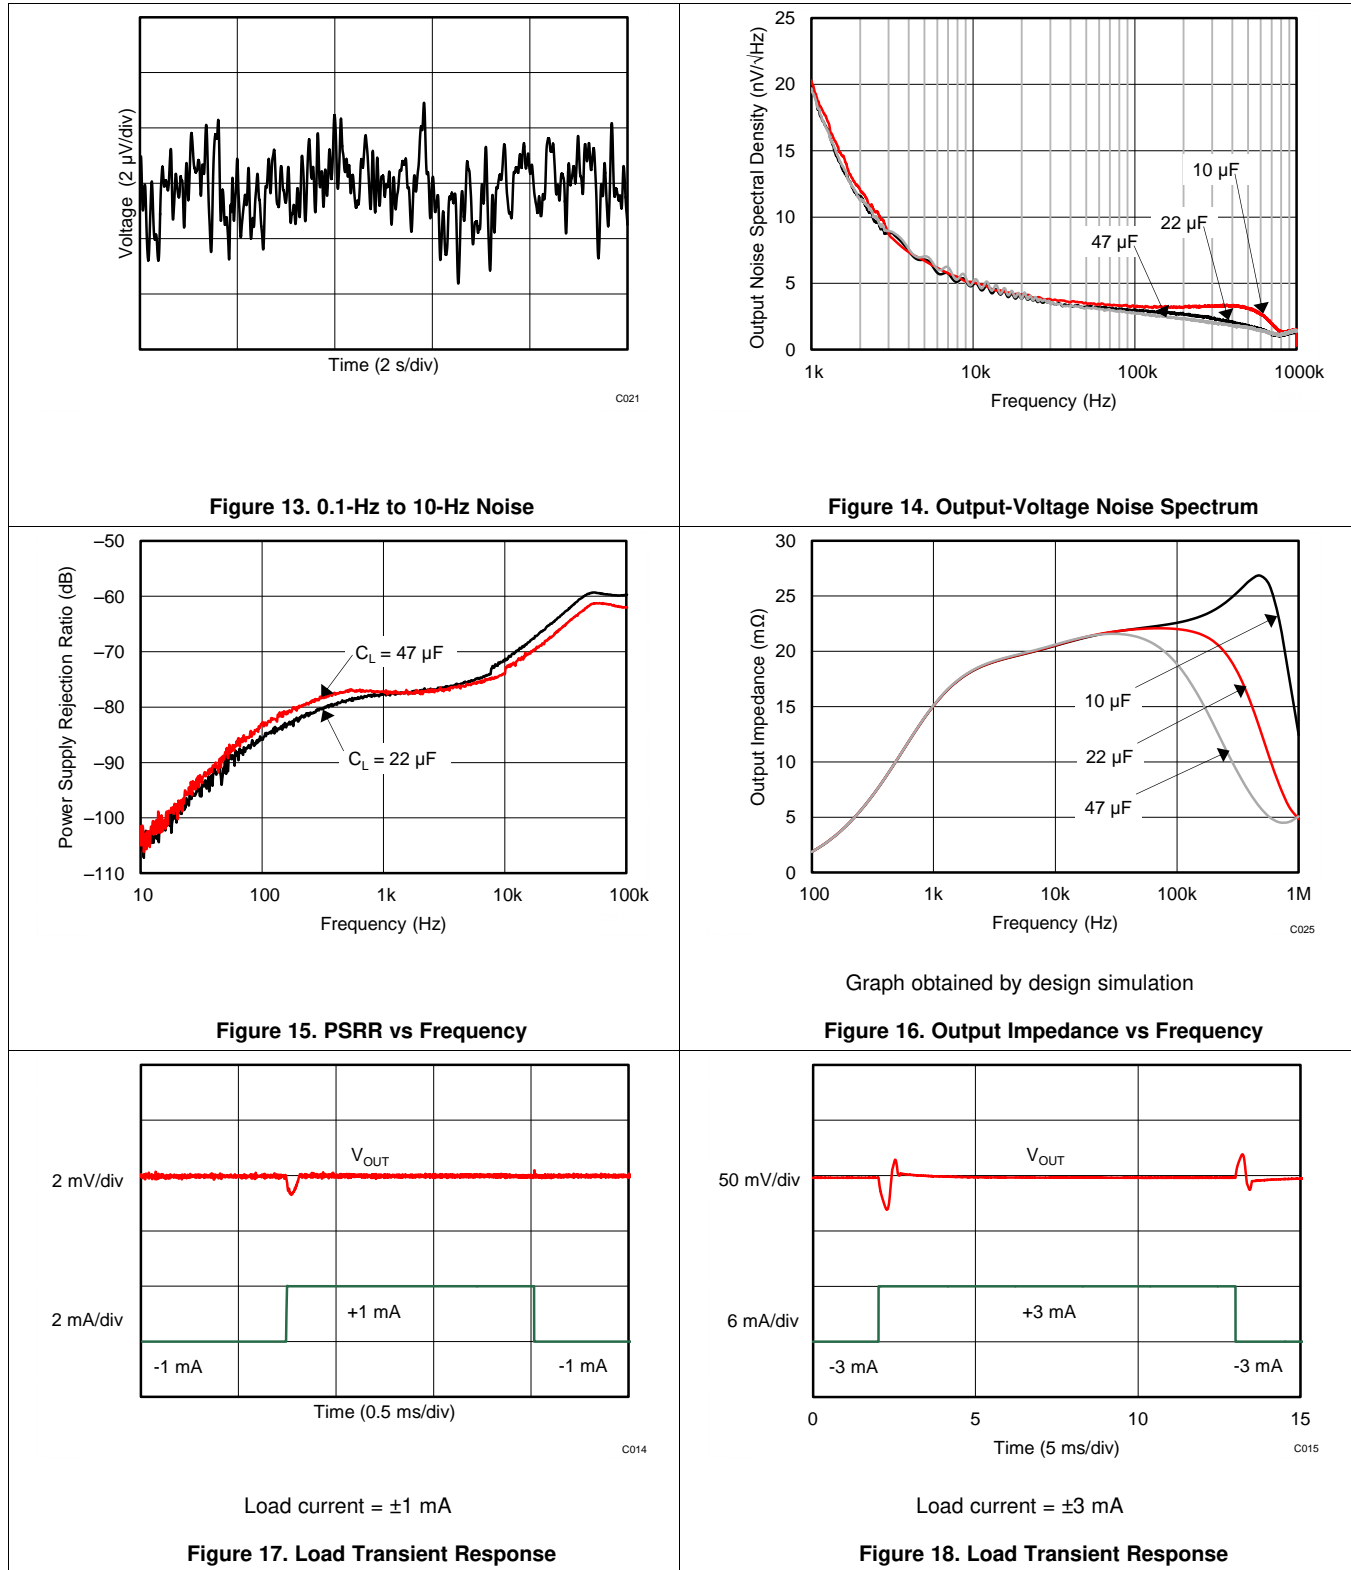 Voltage (2 µV/div)
Time (2 s/div)
C021
Figure 13. 0.1-Hz to 10-Hz Noise
Output Noise Spectral Density (nV/√Hz)
25
20
15
10
5
0
10 µF
22 µF
47 µF
1k 10k 100k 1000k
Frequency (Hz)
Figure 14. Output-Voltage Noise Spectrum
Power Supply Rejection Ratio (dB)
–50
–60
–70
–80
–90
–100
–110
C_L = 47 µF
C_L = 22 µF
10 100 1k 10k 100k
Frequency (Hz)
Figure 15. PSRR vs Frequency
Output Impedance (mΩ)
30
25
20
15
10
5
0
10 µF
22 µF
47 µF
100 1k 10k 100k 1M
Frequency (Hz)
C025
Graph obtained by design simulation
Figure 16. Output Impedance vs Frequency
V_OUT
2 mV/div
2 mA/div
+1 mA
-1 mA -1 mA
Time (0.5 ms/div)
C014
Load current = ±1 mA
Figure 17. Load Transient Response
V_OUT
50 mV/div
6 mA/div
+3 mA
-3 mA -3 mA
0 5 10 15
Time (5 ms/div)
C015
Load current = ±3 mA
Figure 18. Load Transient Response